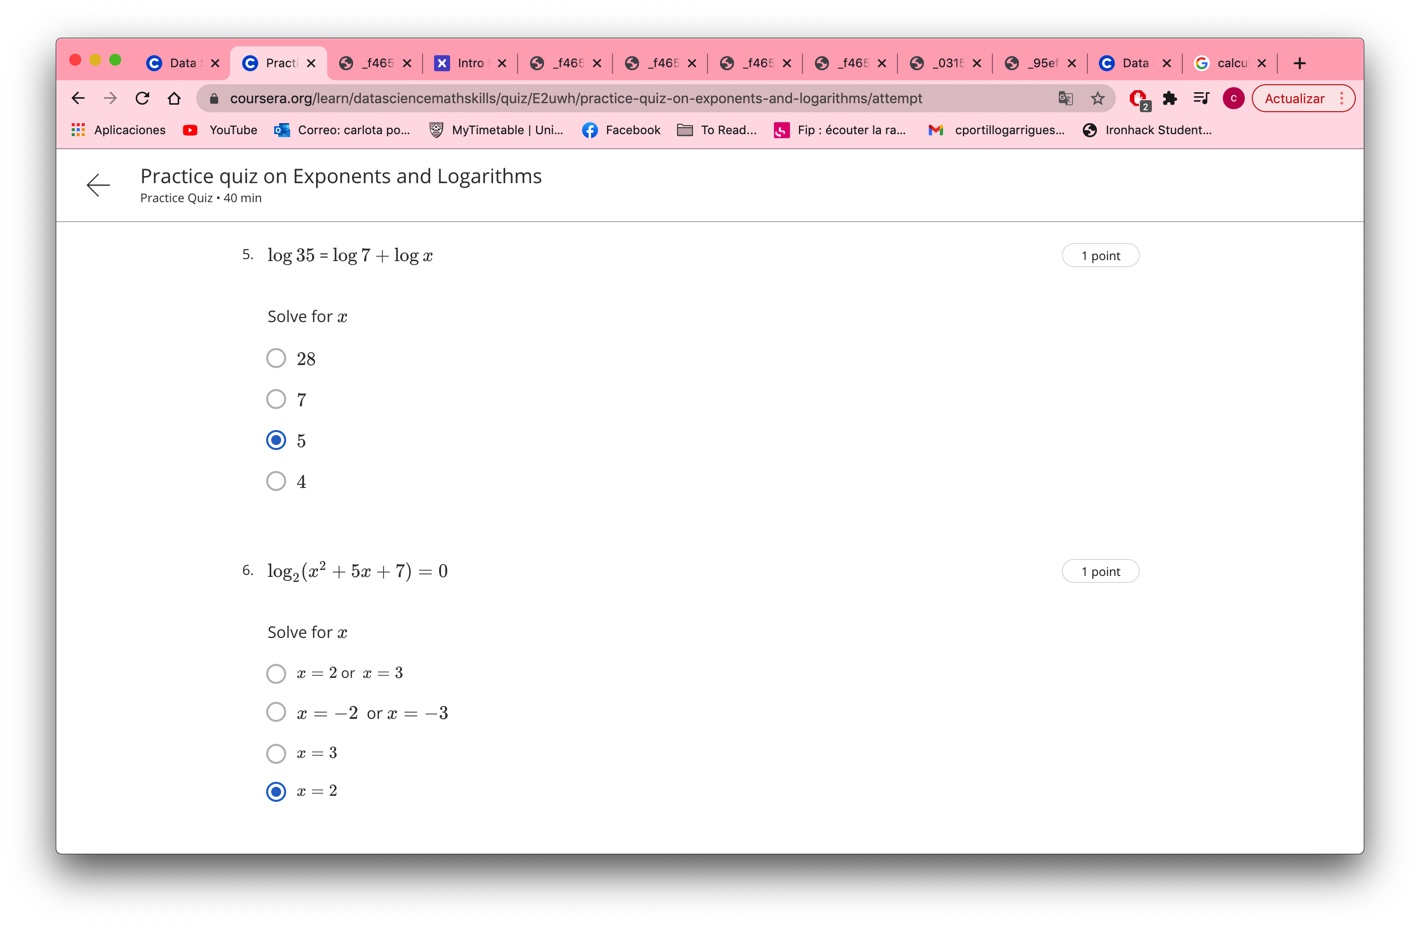 Data
Practi
_f465
Intro
_f465
_f465
_f465
_f465
_0315
_95ef
Data
calcu
coursera.org/learn/datasciencemathskills/quiz/E2uwh/practice-quiz-on-exponents-and-logarithms/attempt
2
C
Actualizar
Aplicaciones
YouTube
Correo: carlota po...
MyTimetable | Uni...
Facebook
To Read...
Fip : écouter la ra...
cportillogarrigues...
Ironhack Student...
Practice quiz on Exponents and Logarithms
Practice Quiz • 40 min
5. log 35 = log 7 + log x
1 point
Solve for x
28
7
5
4
6. log₂(x² + 5x + 7) = 0
1 point
Solve for x
x = 2 or x = 3
x = −2 or x = −3
x = 3
x = 2